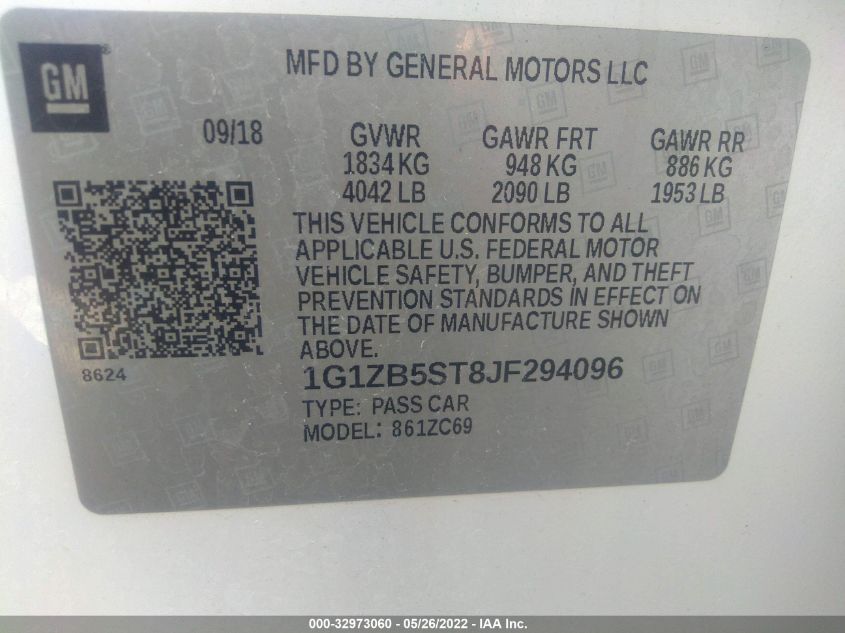 GM ®
MFD BY GENERAL MOTORS LLC
09/18 GVWR GAWR FRT GAWR RR
1834 KG 948 KG 886 KG
4042 LB 2090 LB 1953 LB
THIS VEHICLE CONFORMS TO ALL
APPLICABLE U.S. FEDERAL MOTOR
VEHICLE SAFETY, BUMPER, AND THEFT
PREVENTION STANDARDS IN EFFECT ON
THE DATE OF MANUFACTURE SHOWN
ABOVE.
8624
1G1ZB5ST8JF294096
TYPE: PASS CAR
MODEL: 861ZC69
000-32973060 - 05/26/2022 - IAA Inc.